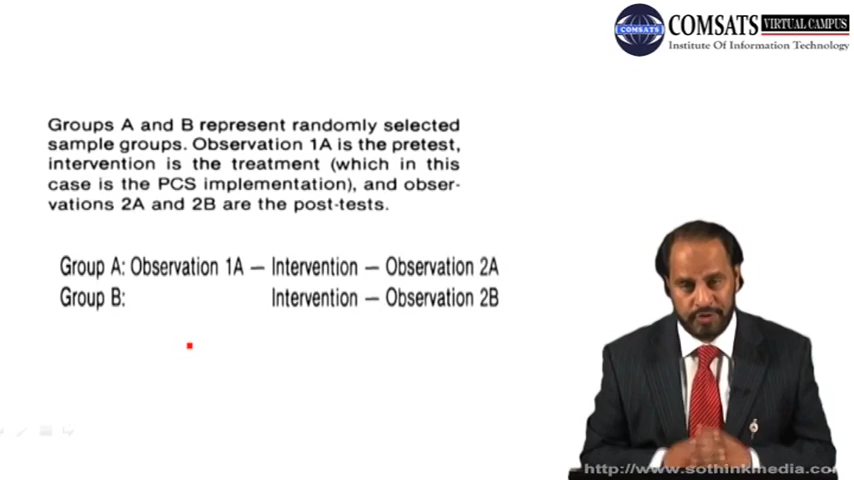 COMSATS VIRTUAL CAMPUS
COMSATS
Institute Of Information Technology
Groups A and B represent randomly selected
sample groups. Observation 1A is the pretest,
intervention is the treatment (which in this
case is the PCS implementation), and obser-
vations 2A and 2B are the post-tests.
Group A: Observation 1A – Intervention – Observation 2A
Group B: Intervention – Observation 2B
- http://www.sothinkmedia.com